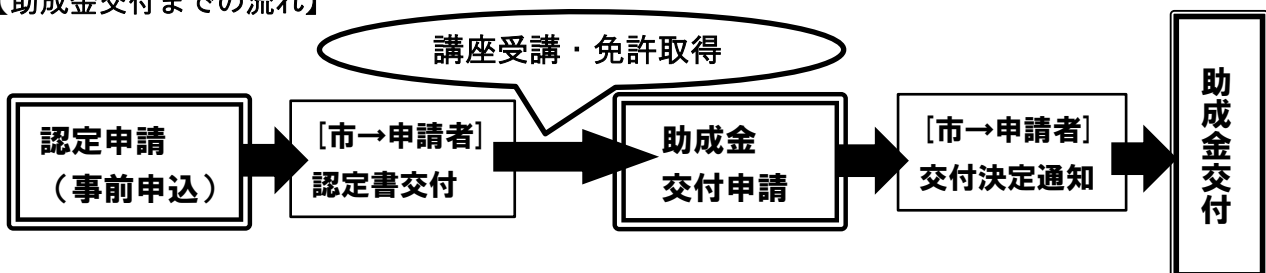 【助成金交付までの流れ】
講座受講・免許取得
認定申請
（事前申込）
［市→申請者］
認定書交付
助成金
交付申請
［市→申請者］
交付決定通知
助成金交付